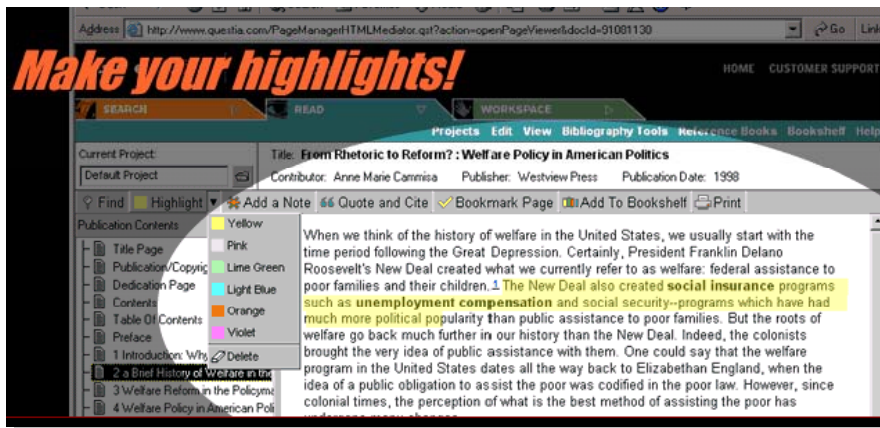 Address http://www.questia.com/PageManagerHTMLMediator.qst?action=openPageViewer&docId=91081130 Go Link
Make your highlights!
HOME CUSTOMER SUPPORT
SEARCH READ WORKSPACE
Projects Edit View Bibliography Tools Reference Books Bookshelf Help
Current Project: Title: From Rhetoric to Reform? : Welfare Policy in American Politics
Default Project Contributor: Anne Marie Cammisa Publisher: Westview Press Publication Date: 1998
Find Highlight Add a Note Quote and Cite Bookmark Page Add To Bookshelf Print
Publication Contents
Title Page
Publication/Copyric
Dedication Page
Contents
Table Of Contents
Preface
1 Introduction: Why
2 a Brief History of Welfare in the
3 Welfare Reform in the Policyma
4 Welfare Policy in American Poli
Yellow
Pink
Lime Green
Light Blue
Orange
Violet
Delete
When we think of the history of welfare in the United States, we usually start with the
time period following the Great Depression. Certainly, President Franklin Delano
Roosevelt's New Deal created what we currently refer to as welfare: federal assistance to
poor families and their children. 1 The New Deal also created social insurance programs
such as unemployment compensation and social security--programs which have had
much more political popularity than public assistance to poor families. But the roots of
welfare go back much further in our history than the New Deal. Indeed, the colonists
brought the very idea of public assistance with them. One could say that the welfare
program in the United States dates all the way back to Elizabethan England, when the
idea of a public obligation to assist the poor was codified in the poor law. However, since
colonial times, the perception of what is the best method of assisting the poor has